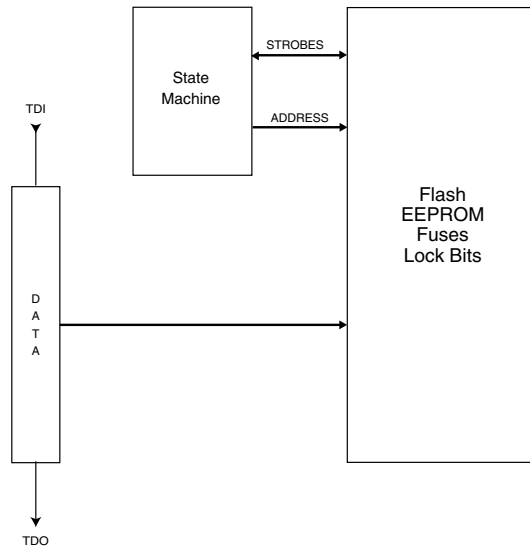 STROBES
State
Machine
ADDRESS
TDI
Flash
EEPROM
Fuses
Lock Bits
D
A
T
A
TDO